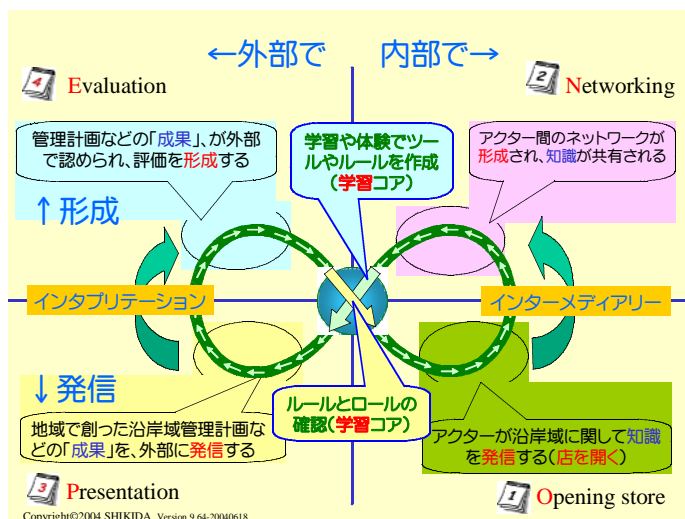 ←外部で
内部で→
4
Evaluation
2
Networking
管理計画などの「成果」、が外部
で認められ、評価を形成する
学習や体験でツー
ルやルールを作成
(学習コア)
アクター間のネットワークが
形成され、知識が共有される
↑形成
インタプリテーション
インターメディアリー
↓発信
ルールとロールの
確認(学習コア)
地域で創った沿岸域管理計画な
どの「成果」を、外部に発信する
アクターが沿岸域に関して知識
を発信する(店を開く)
3
Presentation
1
Opening store
Copyright©2004 SHIKIDA Version 9.64-20040618